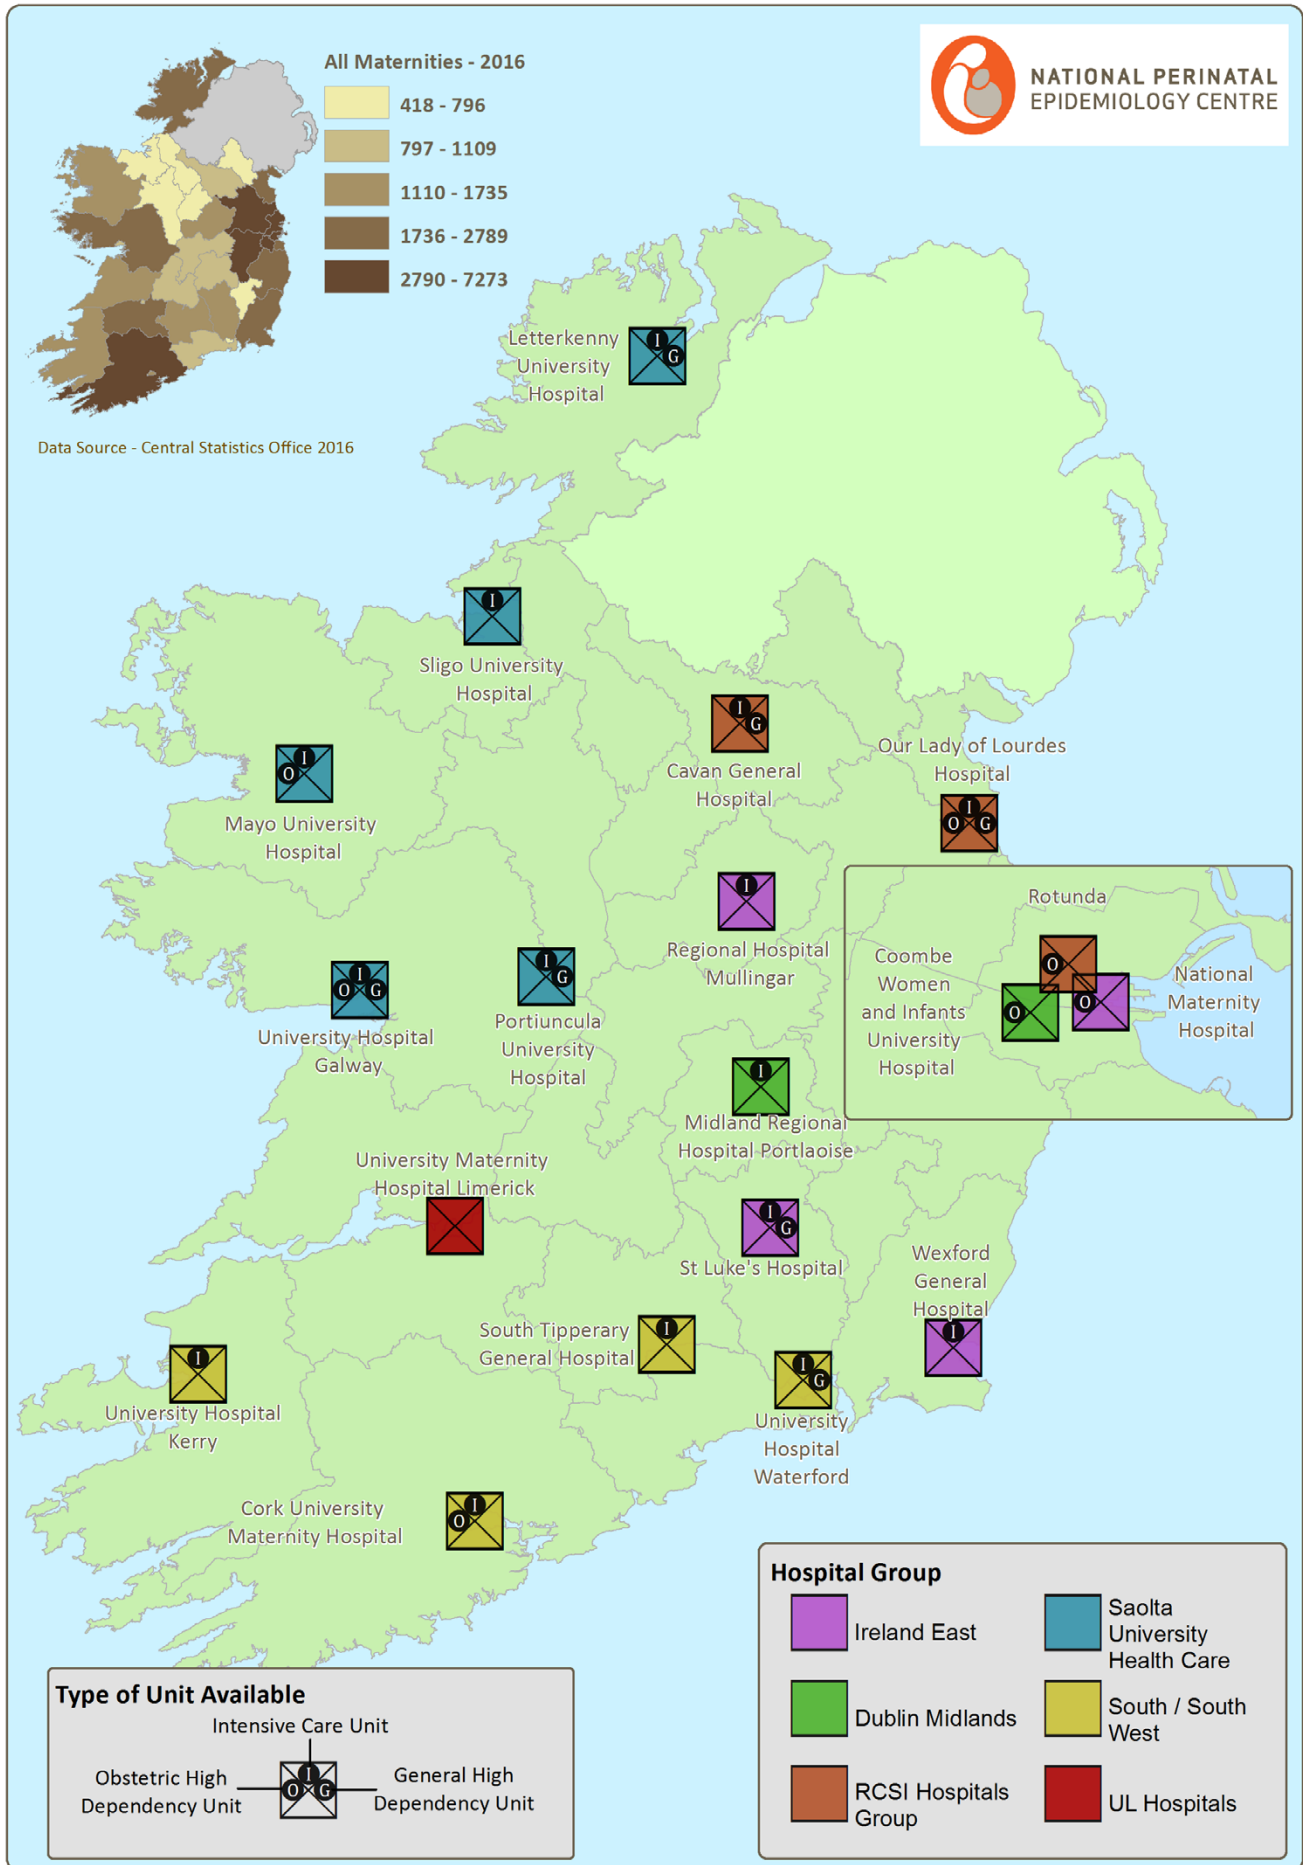 All Maternities - 2016
418 - 796
797 - 1109
1110 - 1735
1736 - 2789
2790 - 7273
Data Source - Central Statistics Office 2016
NATIONAL PERINATAL
EPIDEMIOLOGY CENTRE
Letterkenny
University
Hospital
I
G
I
Sligo University
Hospital
I
G
Cavan General
Hospital
Our Lady of Lourdes
Hospital
I
O
G
I
O
Mayo University
Hospital
I
Regional Hospital
Mullingar
Rotunda
O
Coombe
Women
and Infants
University
Hospital
O
O
National
Maternity
Hospital
I
O
G
University Hospital
Galway
I
G
Portiuncula
University
Hospital
I
Midland Regional
Hospital Portlaoise
University Maternity
Hospital Limerick
I
G
St Luke's Hospital
Wexford
General
Hospital
I
South Tipperary
General Hospital
I
I
G
University
Hospital
Waterford
I
University Hospital
Kerry
Cork University
Maternity Hospital
I
O
Type of Unit Available
Intensive Care Unit
Obstetric High
Dependency Unit
I
O
G
General High
Dependency Unit
Hospital Group
Ireland East
Saolta
University
Health Care
Dublin Midlands
South / South
West
RCSI Hospitals
Group
UL Hospitals